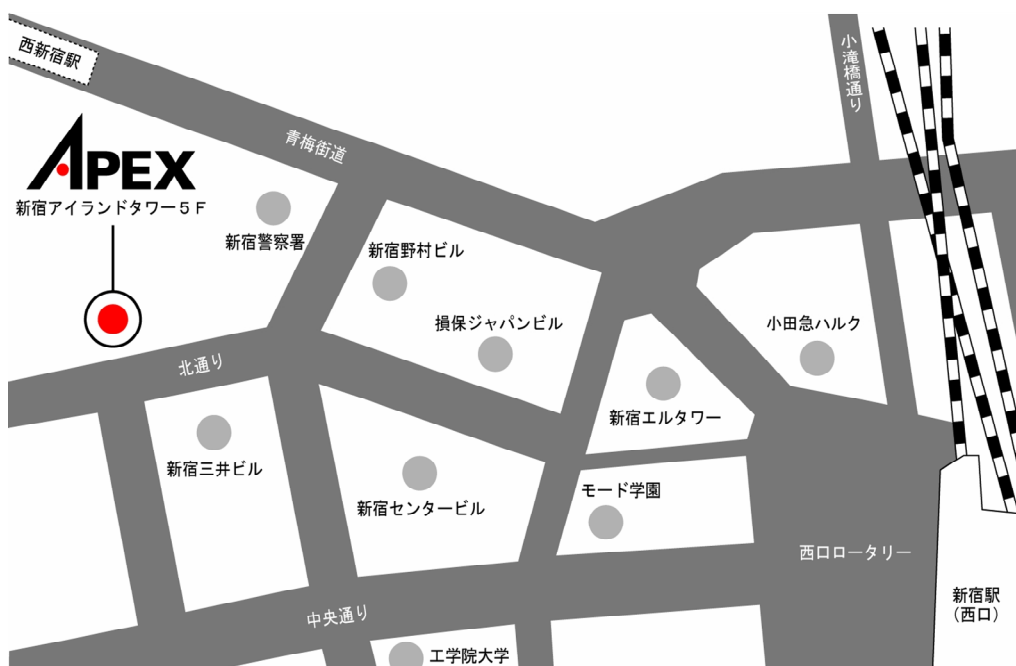 西新宿駅
小滝橋通り
青梅街道
APEX
新宿アイランドタワー5F
新宿警察署
新宿野村ビル
損保ジャパンビル
小田急ハルク
北通り
新宿エルタワー
新宿三井ビル
新宿センタービル
モード学園
西口ロータリー
新宿駅
(西口)
中央通り
工学院大学